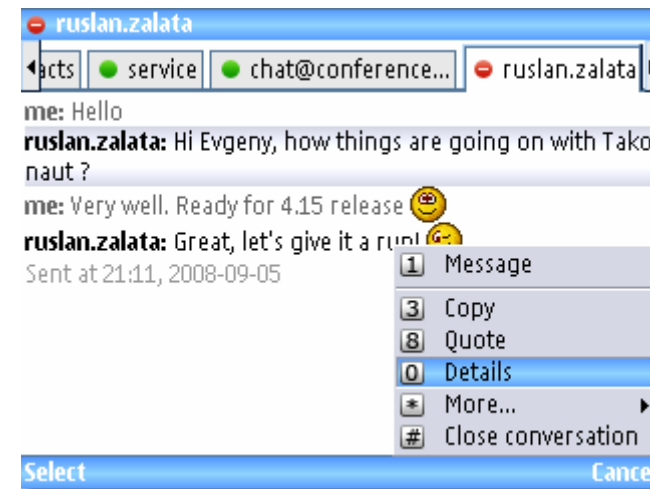 ruslan.zalata
acts service chat@conference... ruslan.zalata
me: Hello
ruslan.zalata: Hi Evgeny, how things are going on with Tako
naut ?
me: Very well. Ready for 4.15 release
ruslan.zalata: Great, let's give it a run!
Sent at 21:11, 2008-09-05
1 Message
3 Copy
8 Quote
0 Details
* More...
# Close conversation
Select Cance